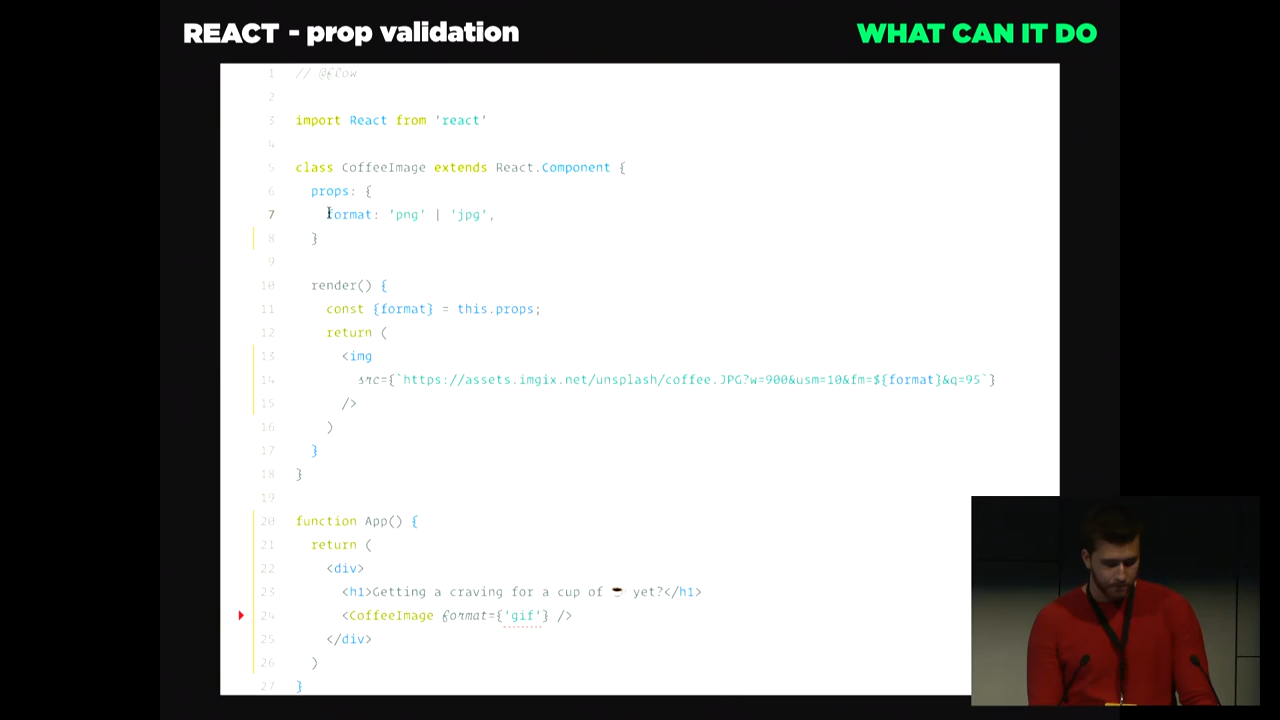 REACT - prop validation
WHAT CAN IT DO
1 // @flow
2
3 import React from 'react'
4
5 class CoffeeImage extends React.Component {
6 props: {
7 format: 'png' | 'jpg',
8 }
9
10 render() {
11 const {format} = this.props;
12 return (
13 <img
14 src={`https://assets.imgix.net/unsplash/coffee.JPG?w=900&usm=10&fm=${format}&q=95`}
15 />
16 )
17 }
18 }
19
20 function App() {
21 return (
22 <div>
23 <h1>Getting a craving for a cup of ☕ yet?</h1>
24 <CoffeeImage format={'gif'} />
25 </div>
26 )
27 }